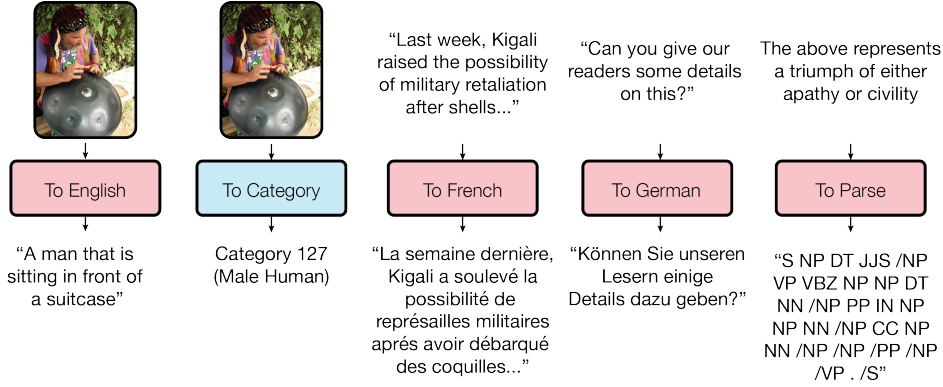 “Last week, Kigali
raised the possibility
of military retaliation
after shells...”
“Can you give our
readers some details
on this?”
The above represents
a triumph of either
apathy or civility
To English
To Category
To French
To German
To Parse
“A man that is
sitting in front of
a suitcase”
Category 127
(Male Human)
“La semaine dernière,
Kigali a soulevé la
possibilité de
représailles militaires
aprés avoir débarqué
des coquilles...”
“Können Sie unseren
Lesern einige
Details dazu geben?”
“S NP DT JJS /NP
VP VBZ NP NP DT
NN /NP PP IN NP
NP NN /NP CC NP
NN /NP /NP /PP /NP
/VP . /S”